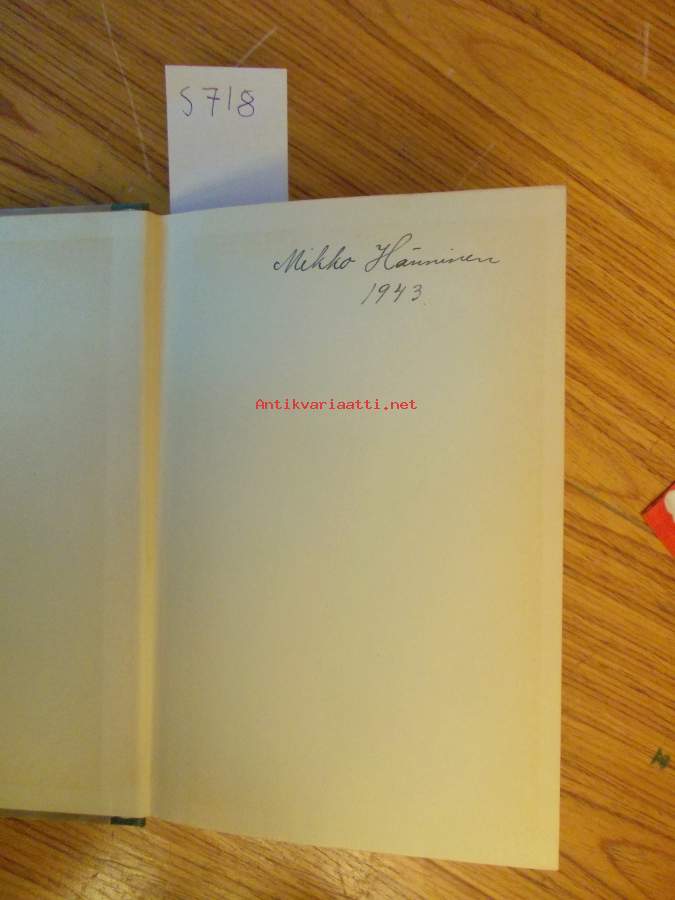 S718
Mikko Hänninen
1943
Antikvariaatti.net